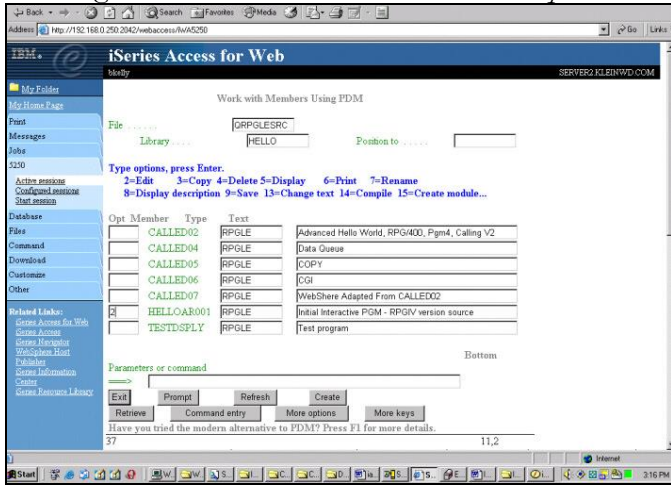 Back
Search Favorites Media
Address http://192.168.0.250:2042/webaccess/iWA5250 Go Links
IBM. iSeries Access for Web
bkelly SERVER2.KLEINWD.COM
My Folder
My Home Page
Print
Messages
Jobs
5250
Active sessions
Configured sessions
Start session
Database
Files
Command
Download
Customize
Other
Related Links:
iSeries Access for Web
iSeries Access
iSeries Navigator
WebSphere Host
Publisher
iSeries Information
Center
iSeries Resource Library
Work with Members Using PDM
File . . . . . . QRPGLESRC
Library . . . . HELLO Position to . . . . .
Type options, press Enter.
2=Edit 3=Copy 4=Delete 5=Display 6=Print 7=Rename
8=Display description 9=Save 13=Change text 14=Compile 15=Create module...
Opt Member Type Text
CALLED02 RPGLE Advanced Hello World, RPG/400, Pgm4, Calling V2
CALLED04 RPGLE Data Queue
CALLED05 RPGLE COPY
CALLED06 RPGLE CGI
CALLED07 RPGLE WebShere Adapted From CALLED02
2 HELLOAR001 RPGLE Initial Interactive PGM - RPGIV version source
TESTDSPLY RPGLE Test program
Bottom
Parameters or command
===>
Exit Prompt Refresh Create
Retrieve Command entry More options More keys
Have you tried the modern alternative to PDM? Press F1 for more details.
37 11,2
Internet
Start 3:16 PM